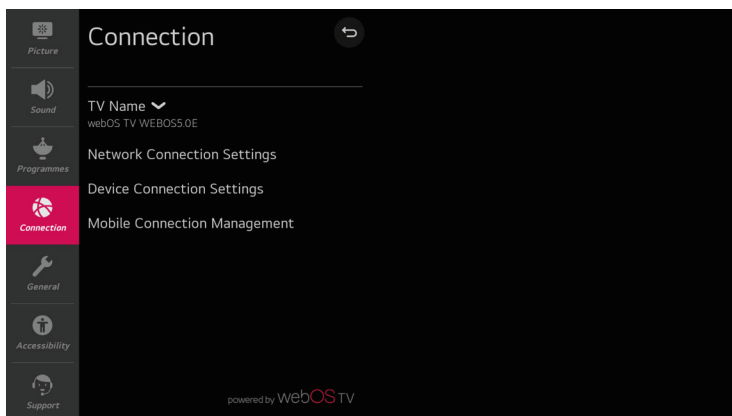 Picture
Sound
Programmes
Connection
General
Accessibility
Support
Connection
TV Name
webOS TV WEBOS5.0E
Network Connection Settings
Device Connection Settings
Mobile Connection Management
powered by webOS TV